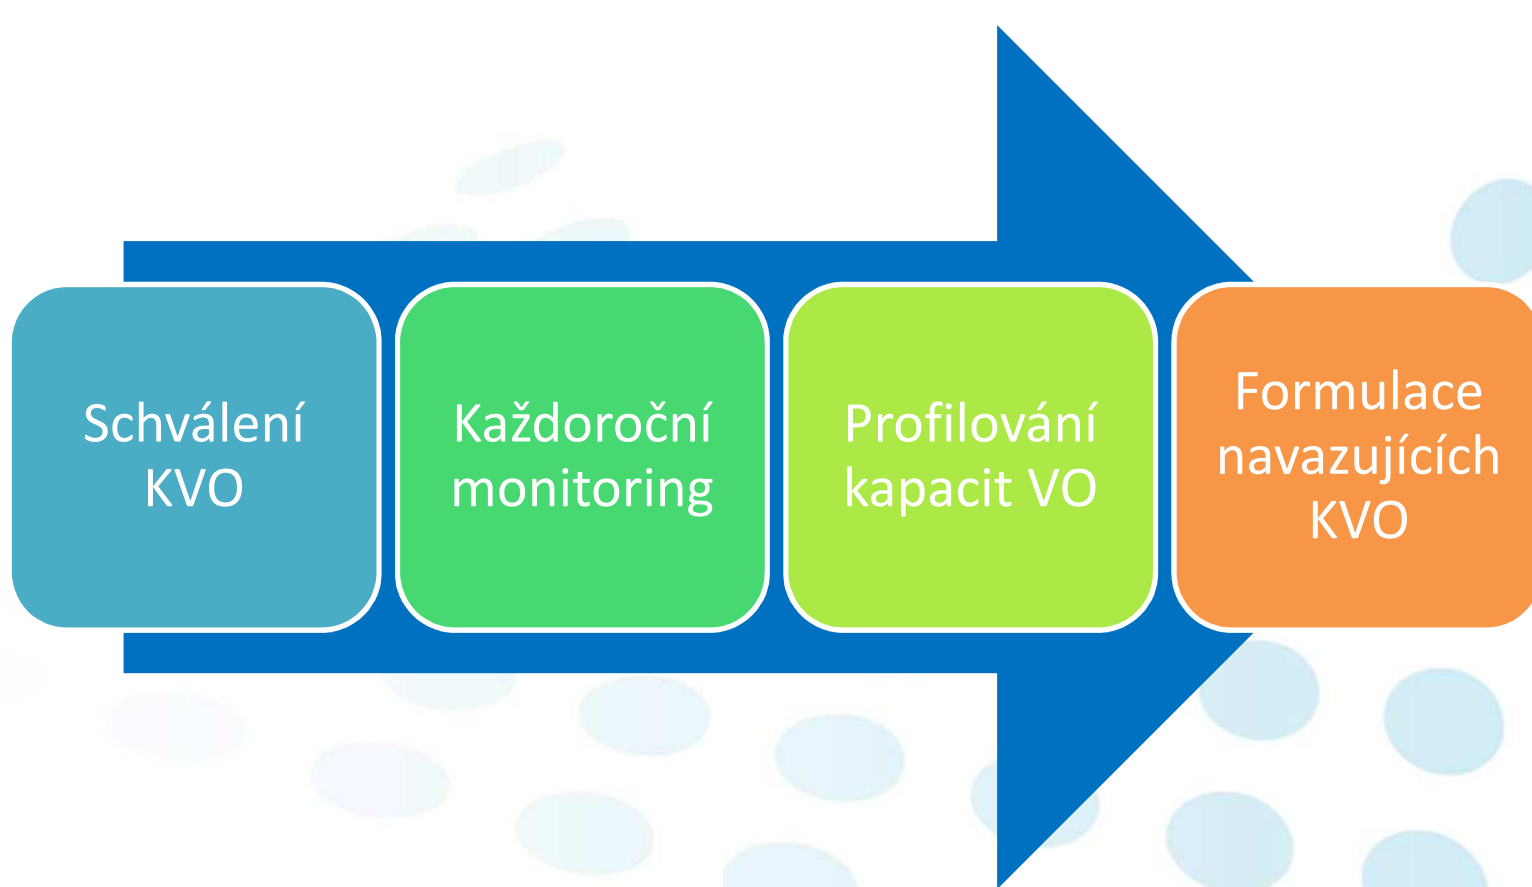 Schválení
KVO
Každoroční
monitoring
Profilování
kapacit VO
Formulace
navazujících
KVO